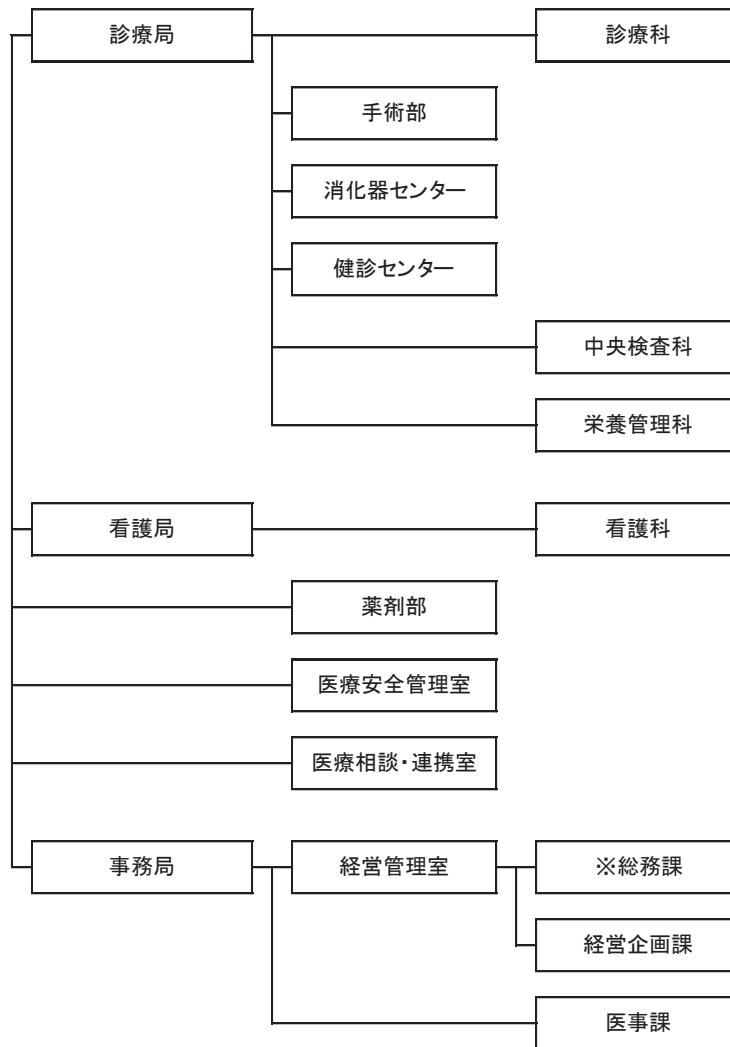 診療局
診療科
手術部
消化器センター
健診センター
中央検査科
栄養管理科
看護局
看護科
薬剤部
医療安全管理室
医療相談・連携室
事務局
経営管理室
※総務課
経営企画課
医事課